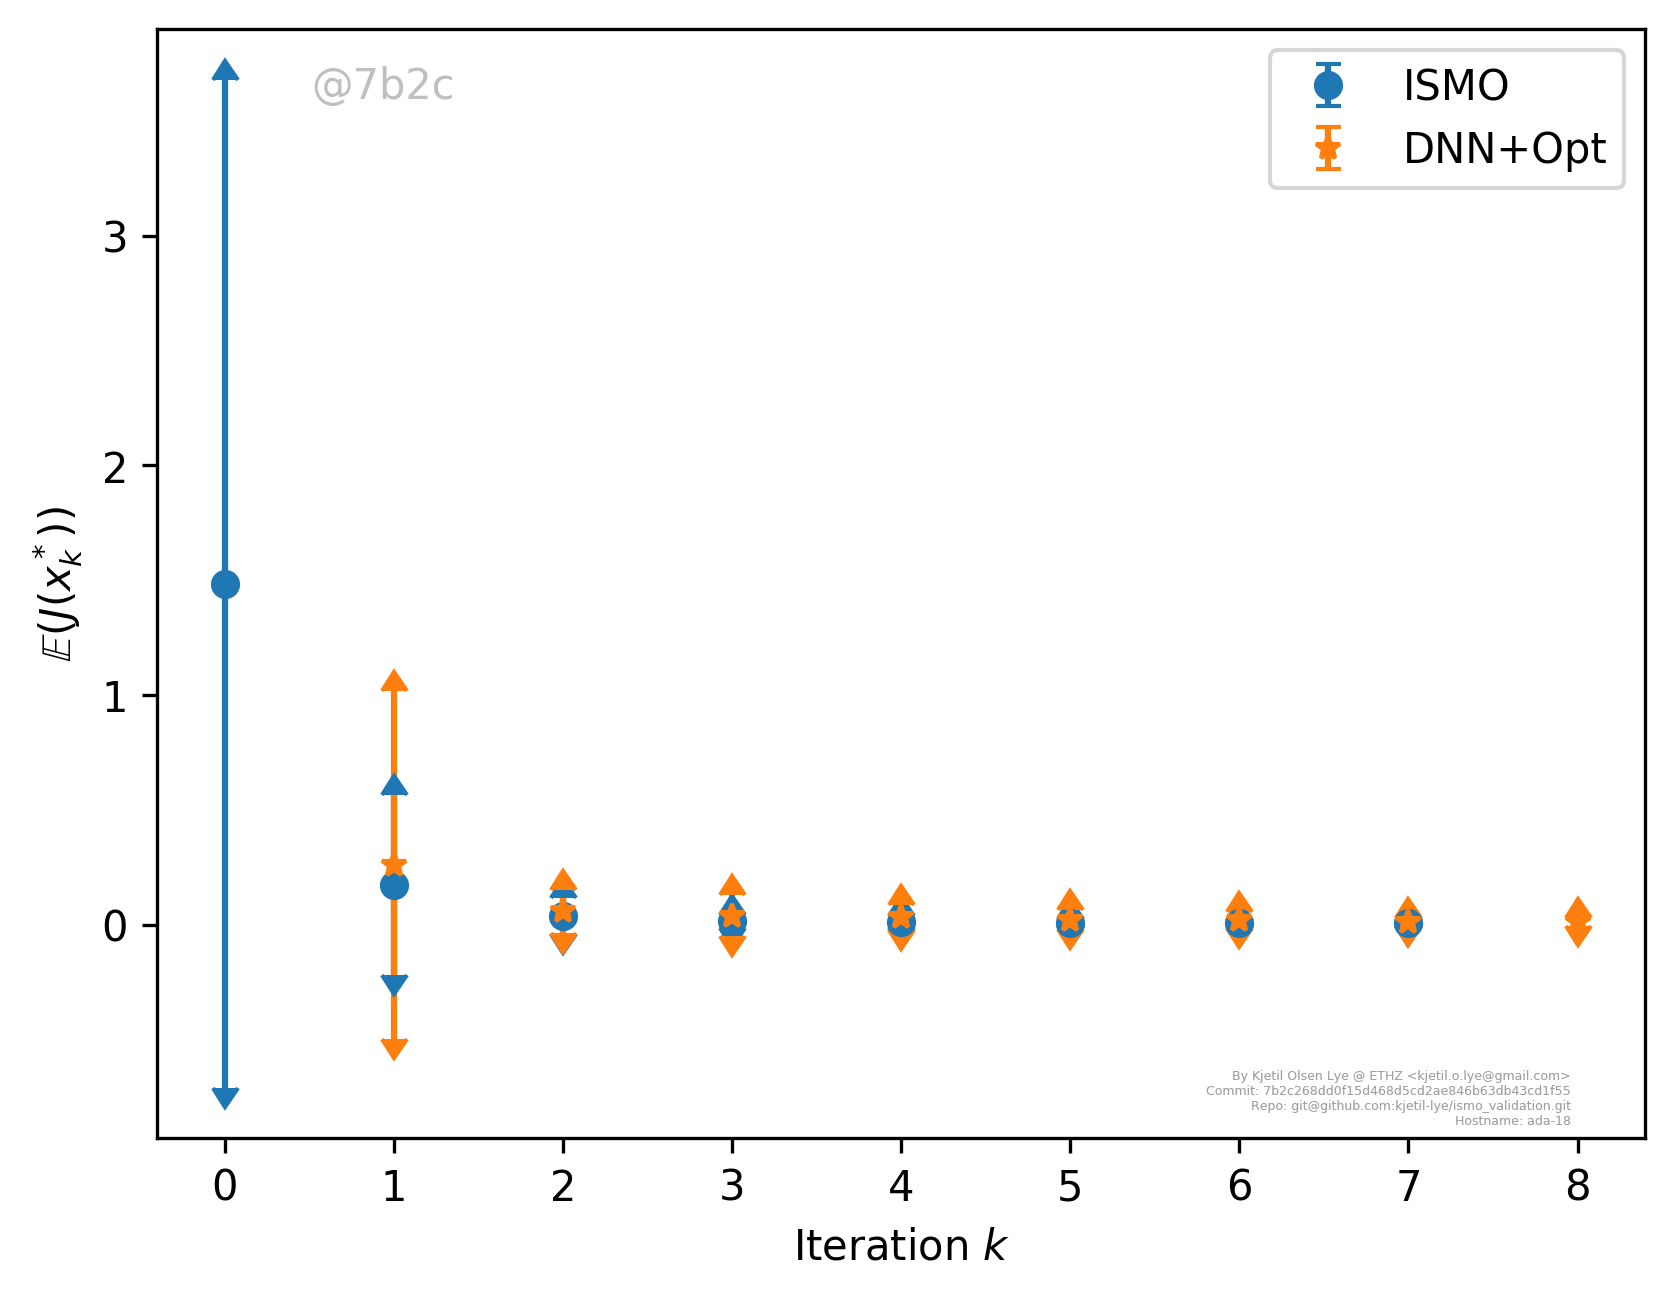 @7b2c
ISMO
DNN+Opt
3
2
1
0
𝔼(J(x*k))
By Kjetil Olsen Lye @ ETHZ <kjetil.o.lye@gmail.com>
Commit: 7b2c268dd0f15d468d5cd2ae846b63db43cd1f55
Repo: git@github.com:kjetil-lye/ismo_validation.git
Hostname: ada-18
0 1 2 3 4 5 6 7 8
Iteration k